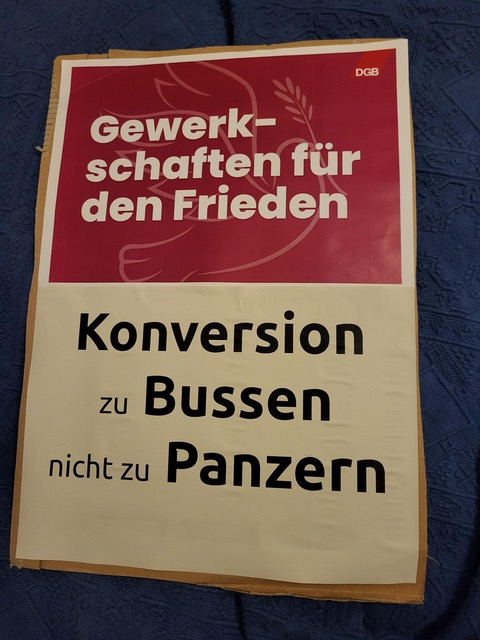 DGB
Gewerk-
schaften für
den Frieden
Konversion
zu Bussen
nicht zu Panzern